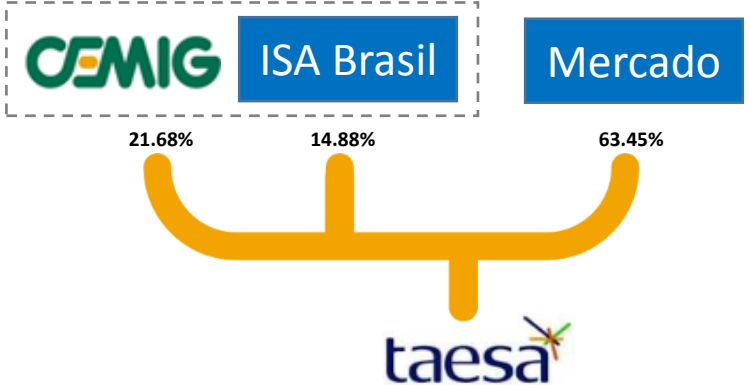 CEMIG
ISA Brasil
Mercado
21.68%
14.88%
63.45%
taesa